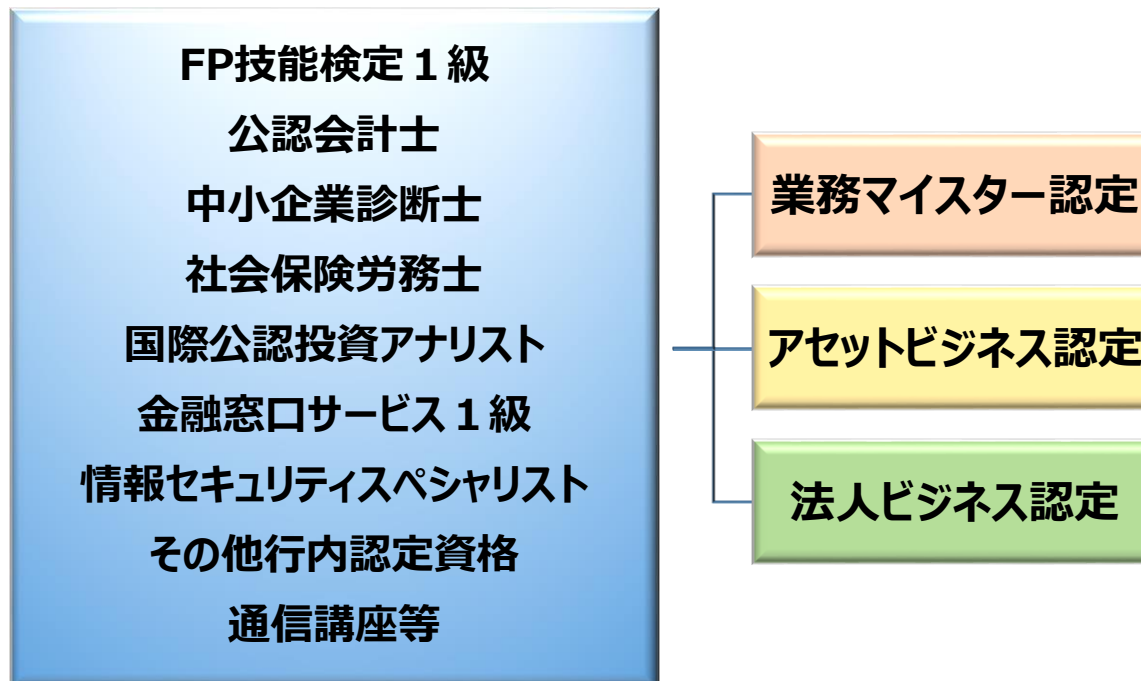 FP技能検定１級
公認会計士
中小企業診断士
社会保険労務士
国際公認投資アナリスト
金融窓口サービス１級
情報セキュリティスペシャリスト
その他行内認定資格
通信講座等
業務マイスター認定
アセットビジネス認定
法人ビジネス認定